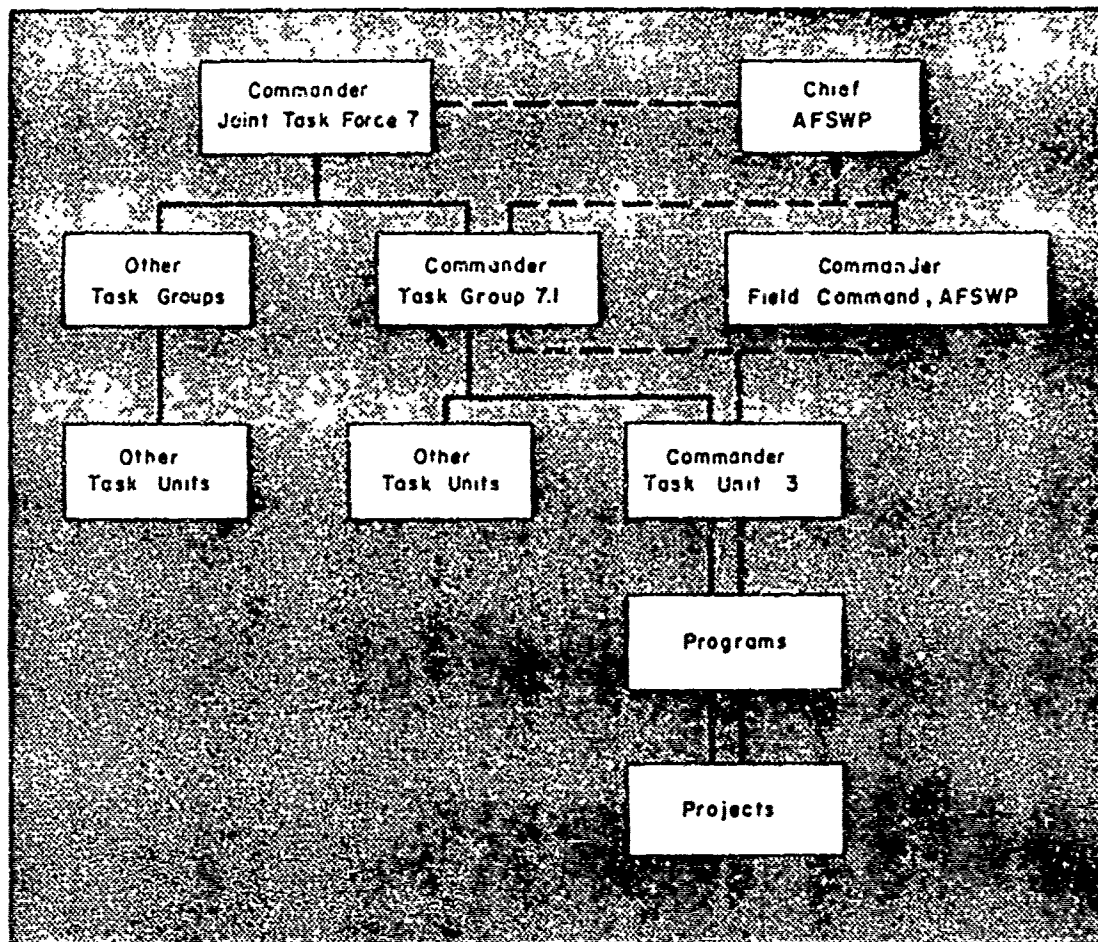 Commander
Joint Task Force 7
Chief
AFSWP
Other
Task Groups
Commander
Task Group 7.1
Commander
Field Command, AFSWP
Other
Task Units
Other
Task Units
Commander
Task Unit 3
Programs
Projects